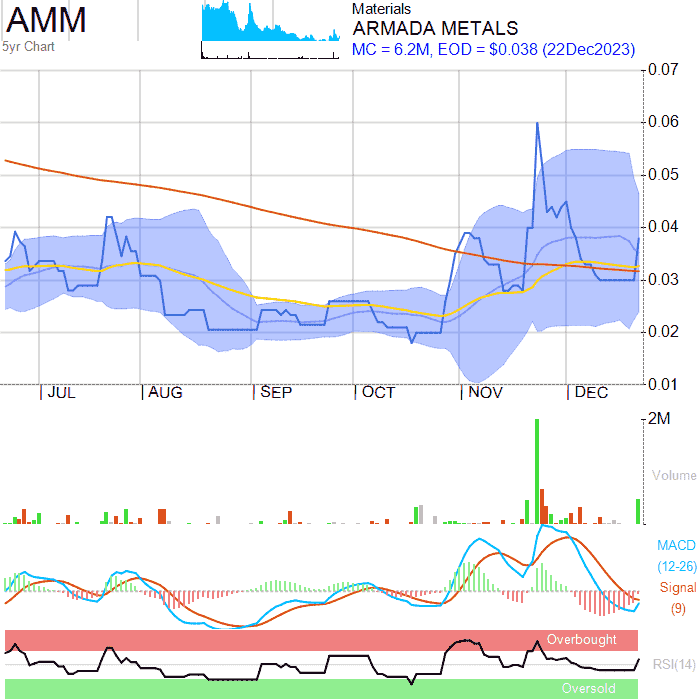 AMM
5yr Chart
Materials
ARMADA METALS
MC = 6.2M, EOD = $0.038 (22Dec2023)
0.07
0.06
0.05
0.04
0.03
0.02
0.01
JUL AUG SEP OCT NOV DEC
2M
Volume
MACD
(12-26)
Signal
(9)
Overbought
RSI(14)
Oversold